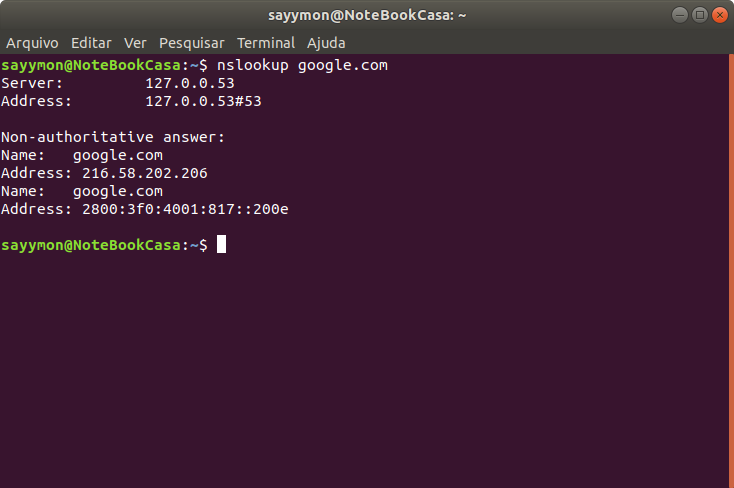 sayymon@NoteBookCasa: ~
Arquivo Editar Ver Pesquisar Terminal Ajuda
sayymon@NoteBookCasa:~$ nslookup google.com
Server:         127.0.0.53
Address:        127.0.0.53#53
Non-authoritative answer:
Name:   google.com
Address: 216.58.202.206
Name:   google.com
Address: 2800:3f0:4001:817::200e
sayymon@NoteBookCasa:~$